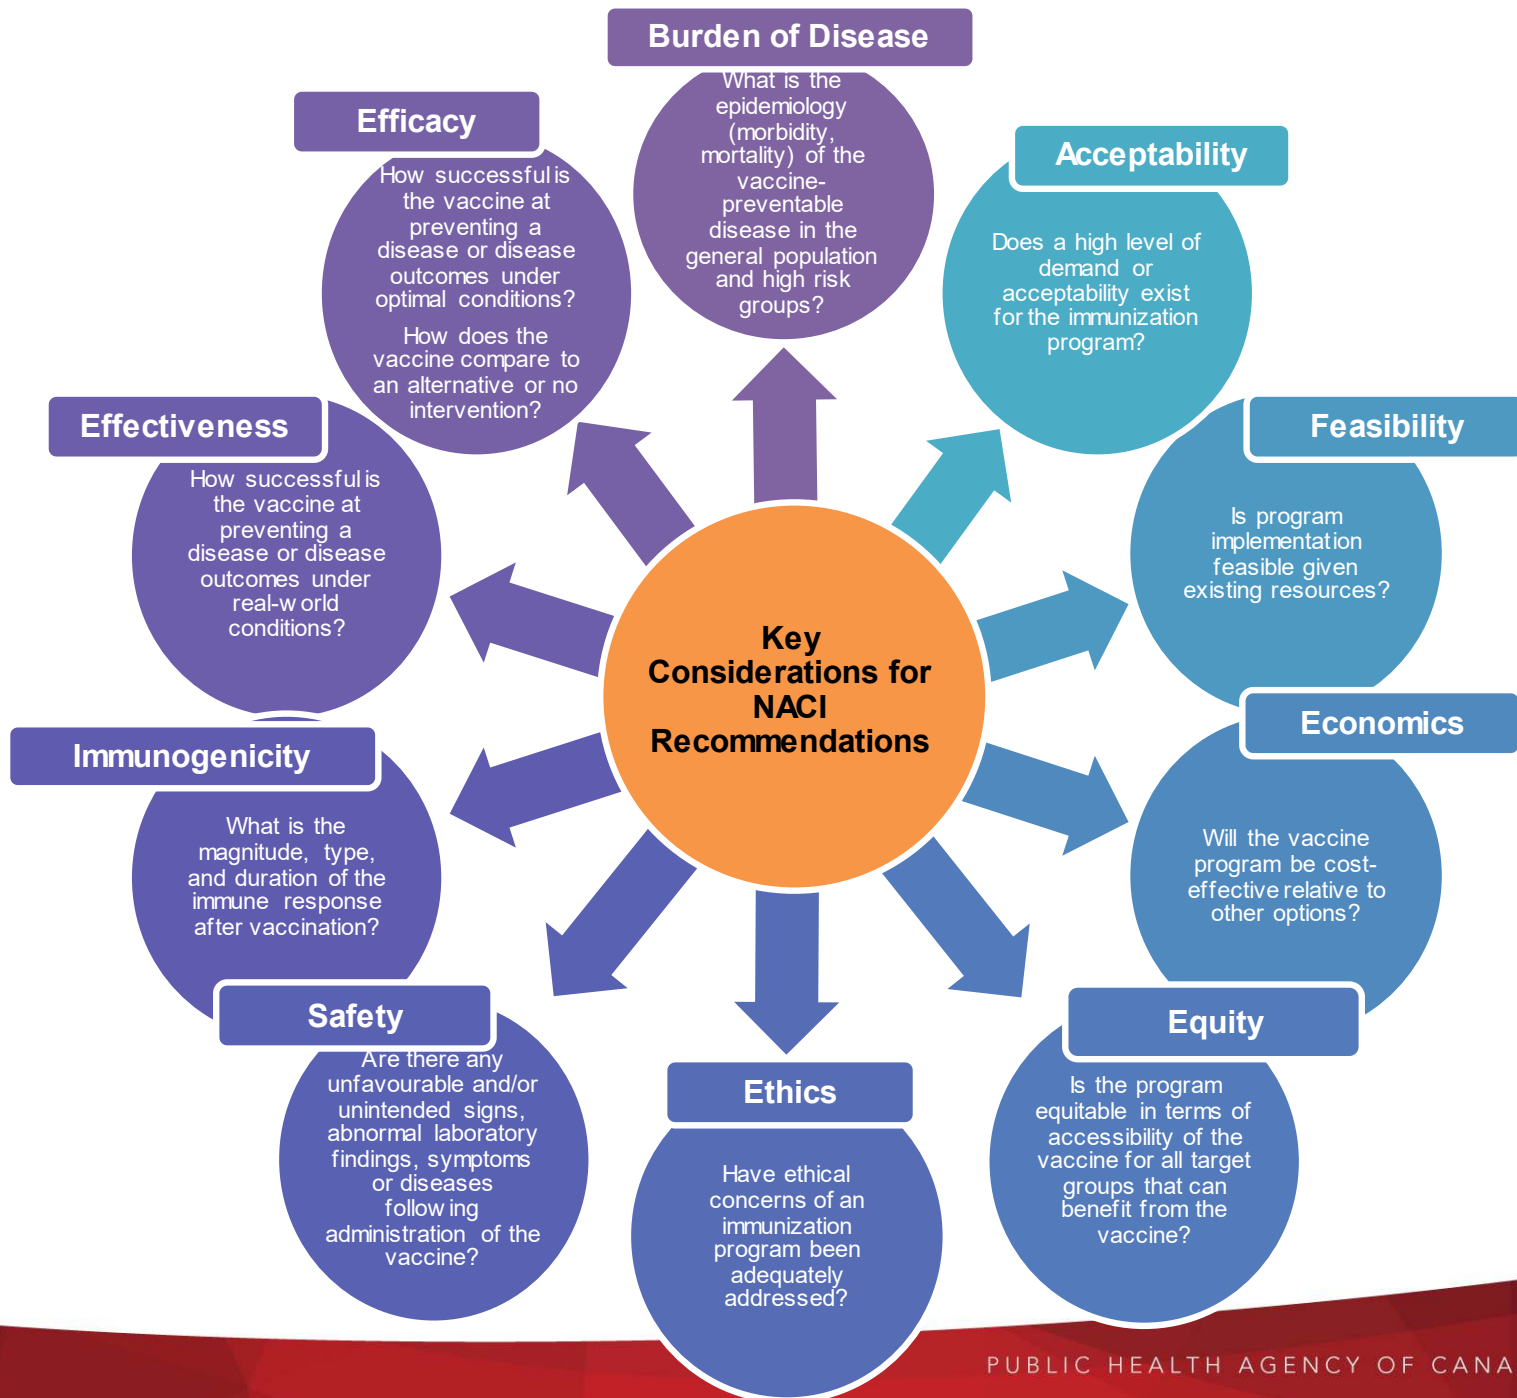 Burden of Disease
What is the
epidemiology
(morbidity,
mortality) of the
vaccine-
preventable
disease in the
general population
and high risk
groups?
Acceptability
Does a high level of
demand or
acceptability exist
for the immunization
program?
Feasibility
Is program
implementation
feasible given
existing resources?
Economics
Will the vaccine
program be cost-
effective relative to
other options?
Equity
Is the program
equitable in terms of
accessibility of the
vaccine for all target
groups that can
benefit from the
vaccine?
Ethics
Have ethical
concerns of an
immunization
program been
adequately
addressed?
Safety
Are there any
unfavourable and/or
unintended signs,
abnormal laboratory
findings, symptoms
or diseases
following
administration of the
vaccine?
Immunogenicity
What is the
magnitude, type,
and duration of the
immune response
after vaccination?
Effectiveness
How successful is
the vaccine at
preventing a
disease or disease
outcomes under
real-world
conditions?
Efficacy
How successful is
the vaccine at
preventing a
disease or disease
outcomes under
optimal conditions?
How does the
vaccine compare to
an alternative or no
intervention?
Key
Considerations for
NACI
Recommendations
PUBLIC HEALTH AGENCY OF CANA